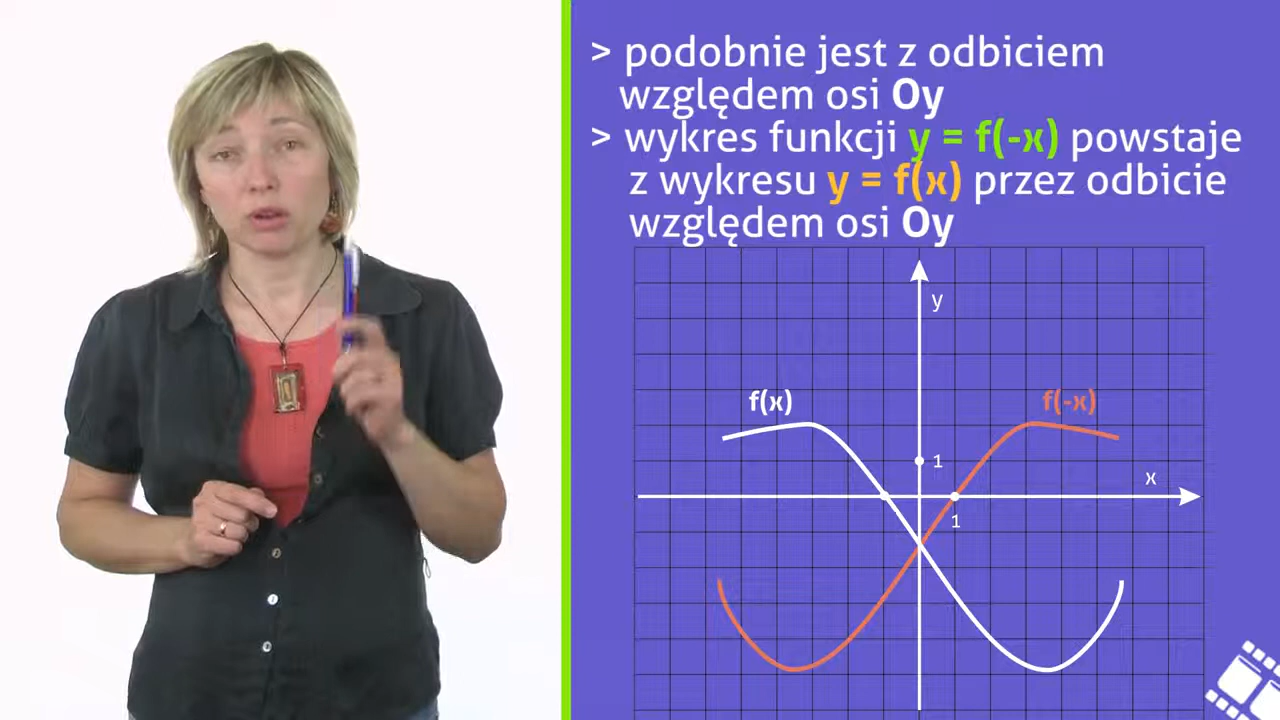 > podobnie jest z odbiciem
względem osi Oy
> wykres funkcji y = f(-x) powstaje
z wykresu y = f(x) przez odbicie
względem osi Oy
y
f(x)
f(-x)
1
x
1